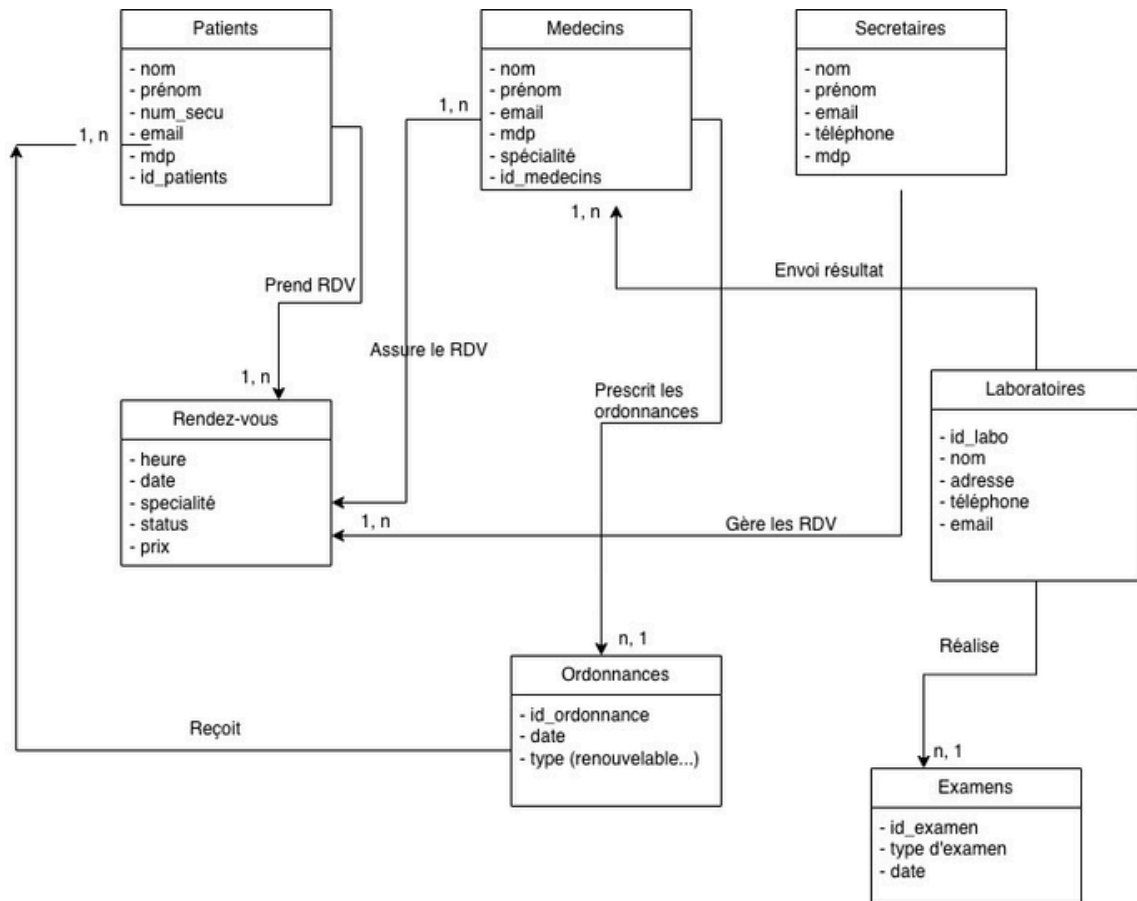 Patients
- nom
- prénom
- num_secu
- email
- mdp
- id_patients
1, n
Medecins
- nom
- prénom
- email
- mdp
- spécialité
- id_medecins
1, n
1, n
Secretaires
- nom
- prénom
- email
- téléphone
- mdp
Envoi résultat
Prend RDV
Assure le RDV
1, n
Prescrit les
ordonnances
Rendez-vous
- heure
- date
- specialité
- status
- prix
1, n
Gère les RDV
Laboratoires
- id_labo
- nom
- adresse
- téléphone
- email
n, 1
Réalise
Ordonnances
- id_ordonnance
- date
- type (renouvelable...)
Reçoit
n, 1
Examens
- id_examen
- type d'examen
- date